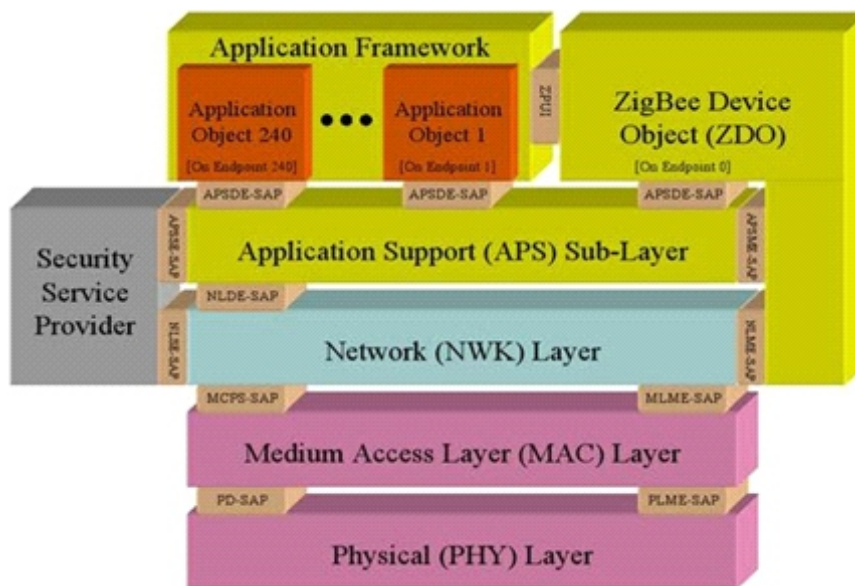 Application Framework
Application
Object 240
[On Endpoint 240]
Application
Object 1
[On Endpoint 1]
ZPUI
ZigBee Device
Object (ZDO)
[On Endpoint 0]
APSDE-SAP
APSDE-SAP
APSDE-SAP
Security
Service
Provider
APSSE-SAP
Application Support (APS) Sub-Layer
APSME-SAP
NLDE-SAP
NLSE-SAP
Network (NWK) Layer
NLME-SAP
MCPS-SAP
MLME-SAP
Medium Access Layer (MAC) Layer
PD-SAP
PLME-SAP
Physical (PHY) Layer